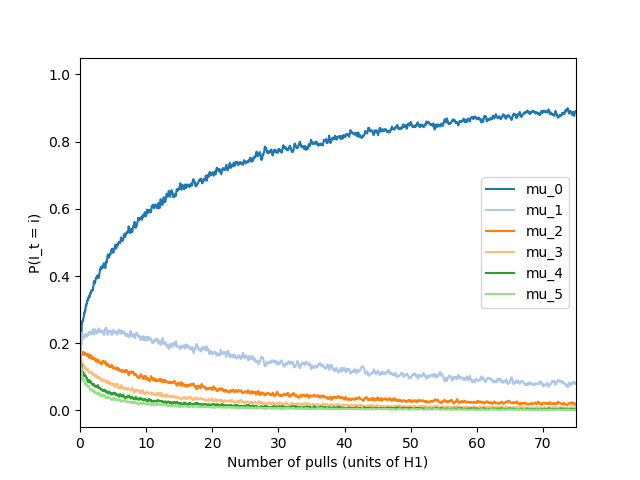 1.0
0.8
0.6
0.4
0.2
0.0
P(I_t = i)
mu_0
mu_1
mu_2
mu_3
mu_4
mu_5
0 10 20 30 40 50 60 70
Number of pulls (units of H1)